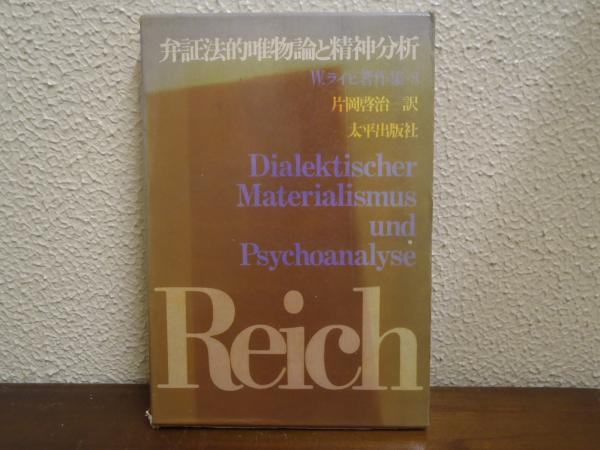 弁証法的唯物論と精神分析
W.ライヒ著作集・8
片岡啓治—訳
太平出版社
Dialektischer
Materialismus
und
Psychoanalyse
Reich